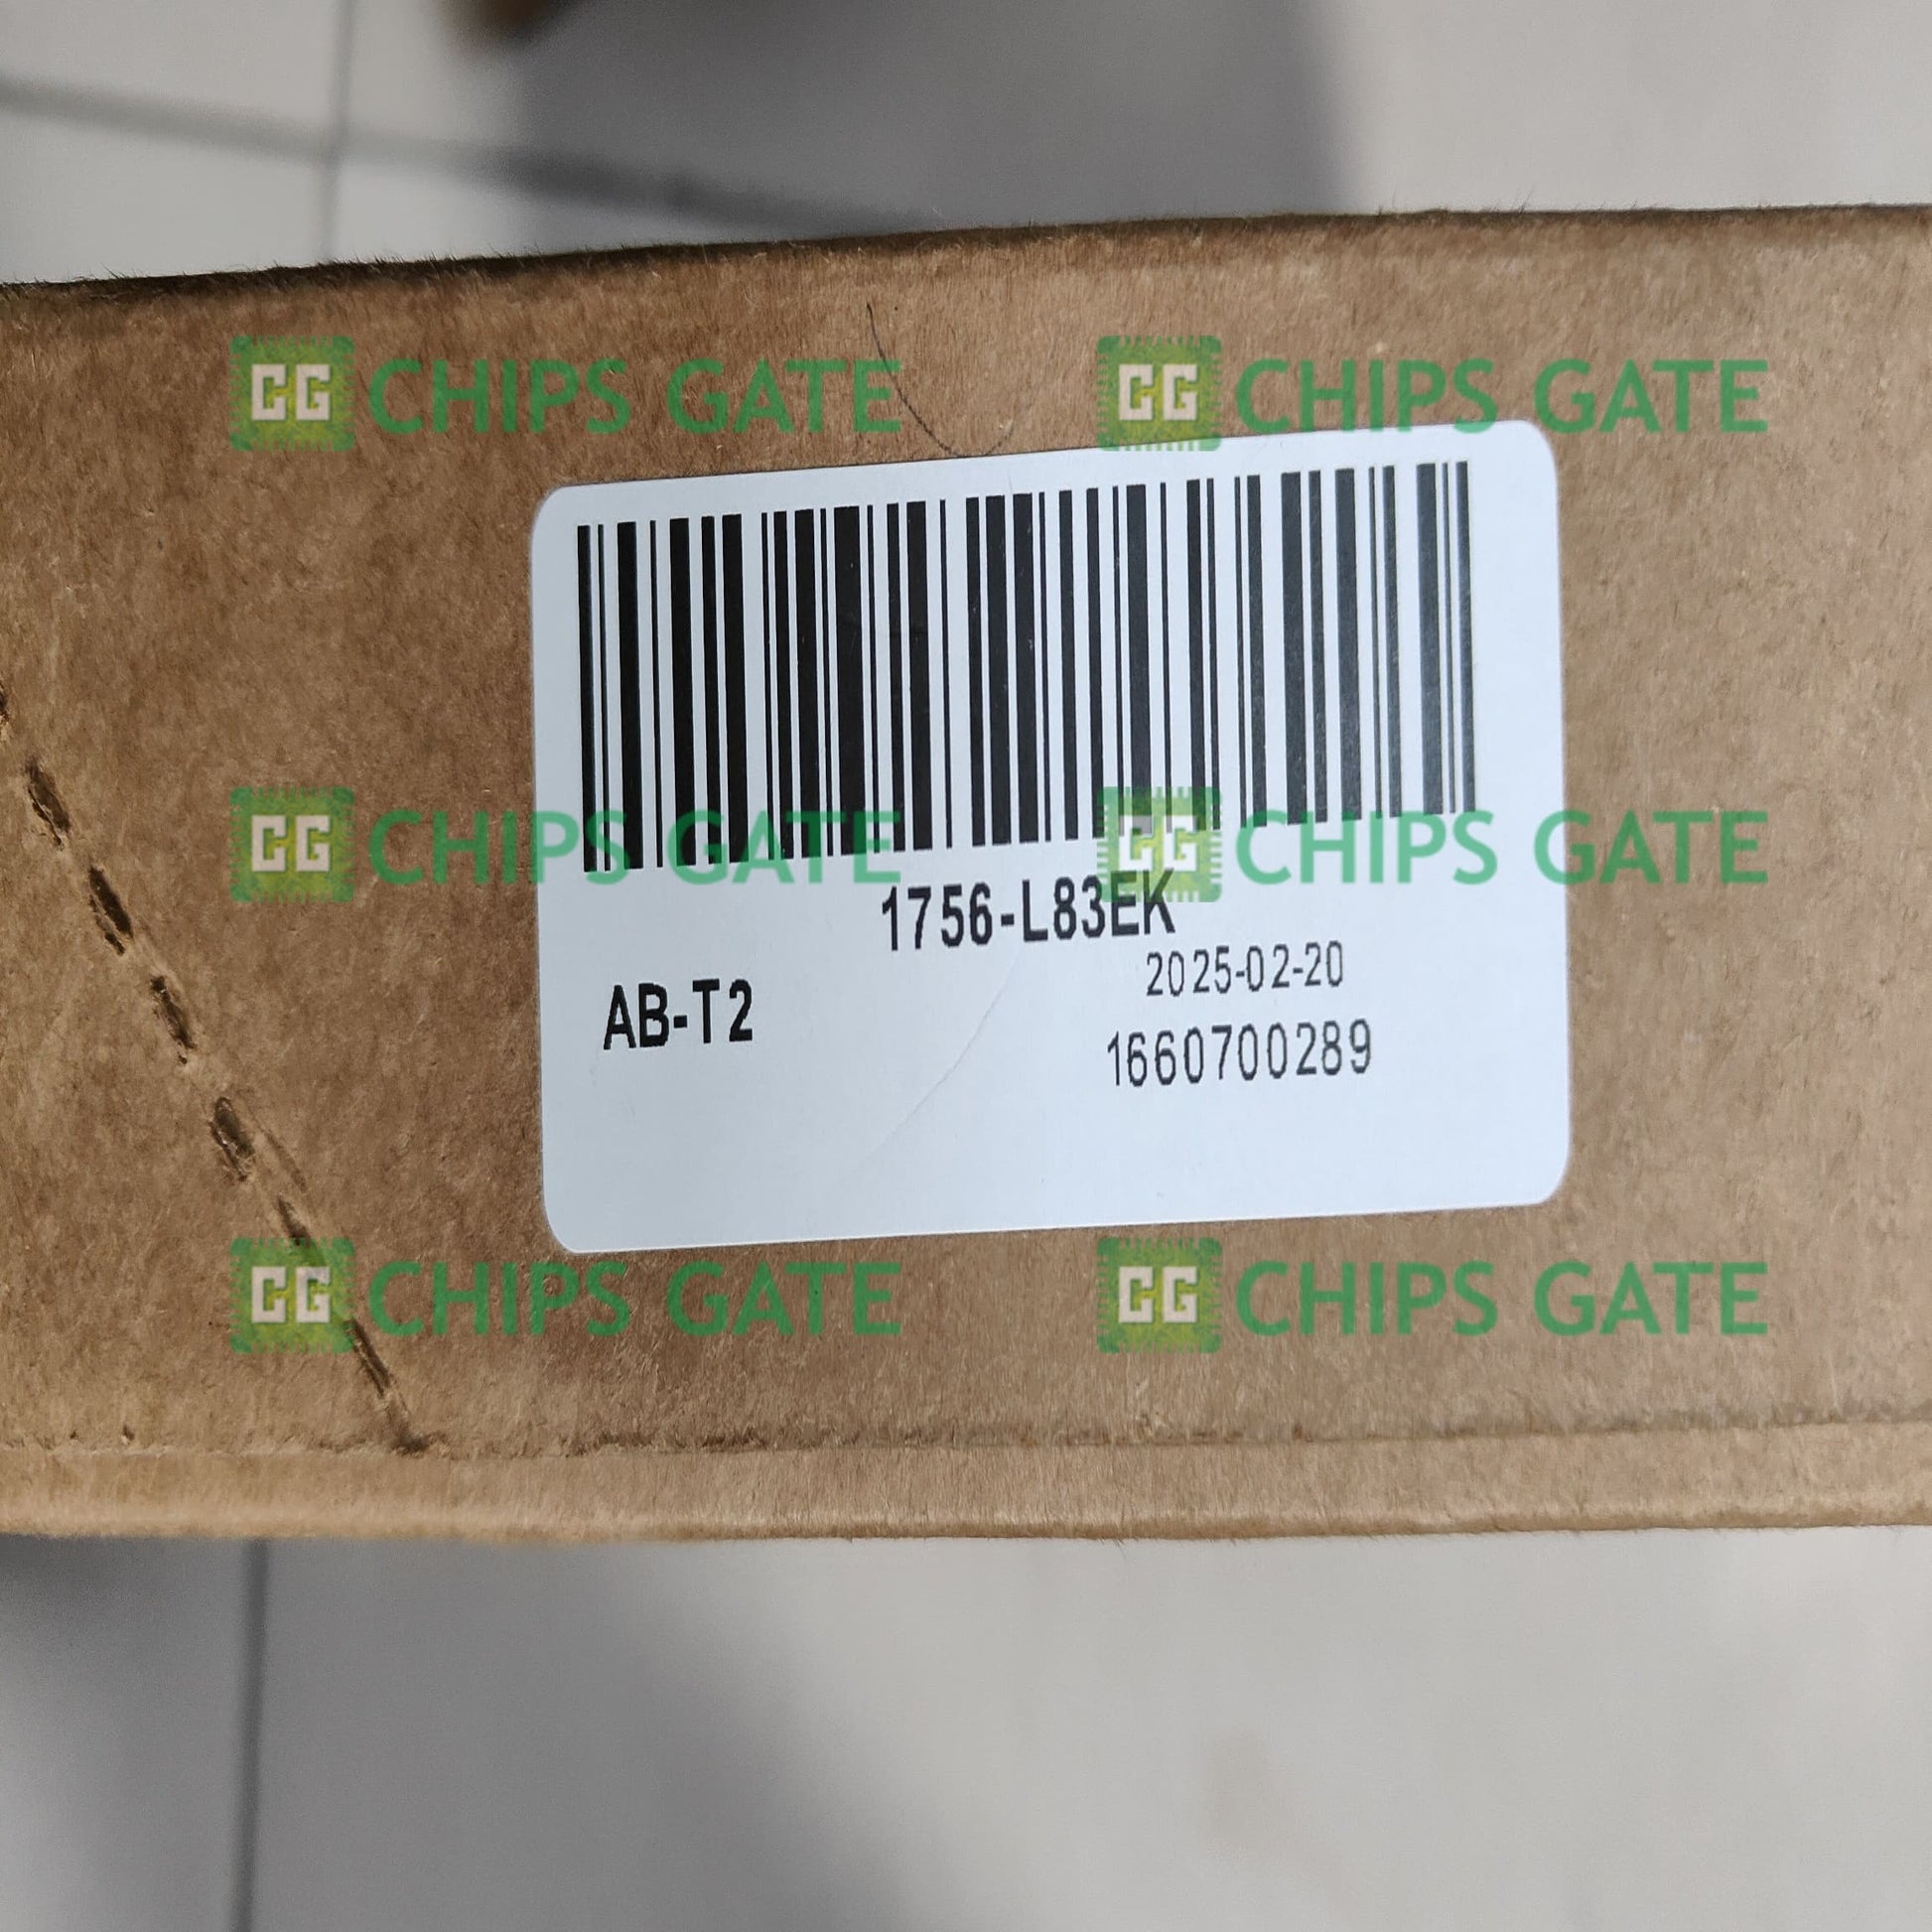 CG CHIPS GATE
CG CHIPS GATE
CG CHIPS GATE
CG CHIPS GATE
1756-L83EK
2025-02-20
AB-T2
1660700289
CG CHIPS GATE
CG CHIPS GATE